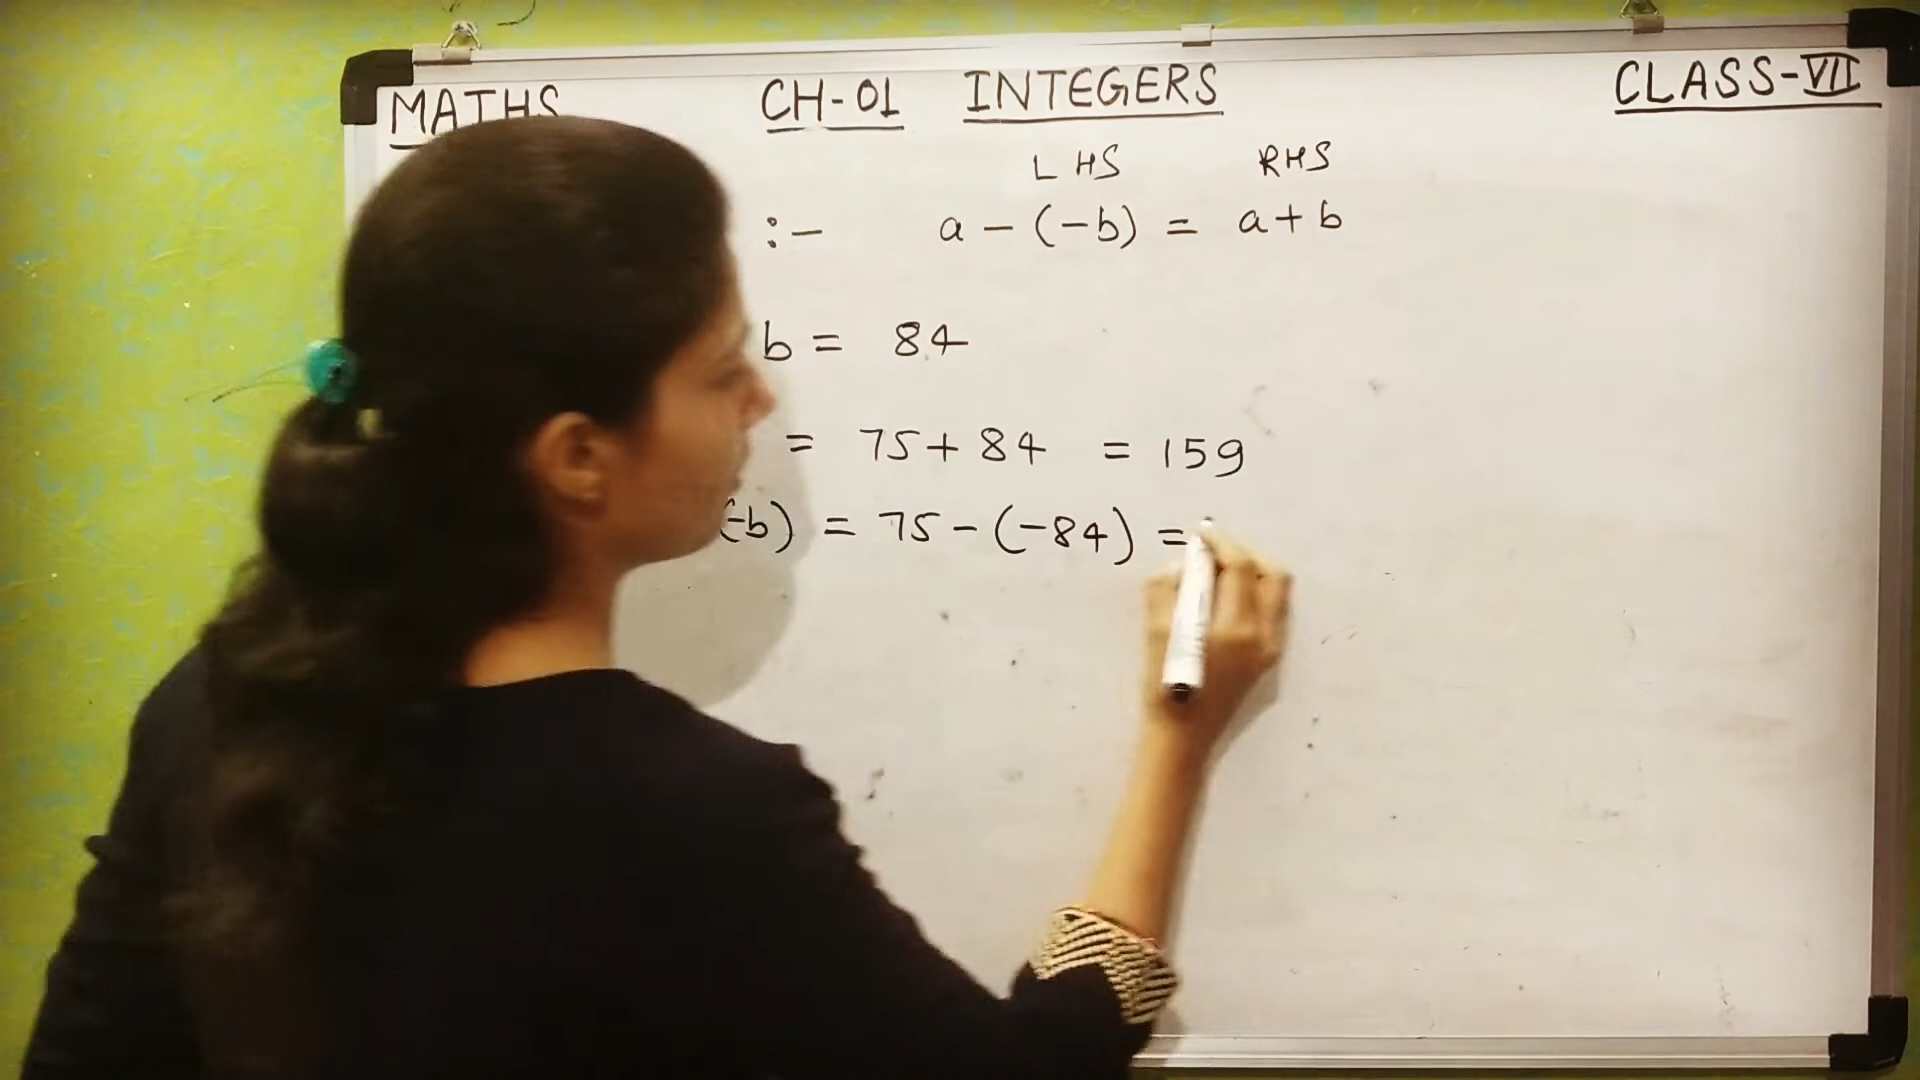 MATHS CH-01 INTEGERS CLASS-VII
LHS RHS
:- a - (-b) = a + b
b = 84
= 75 + 84 = 159
(-b) = 75 - (-84) =